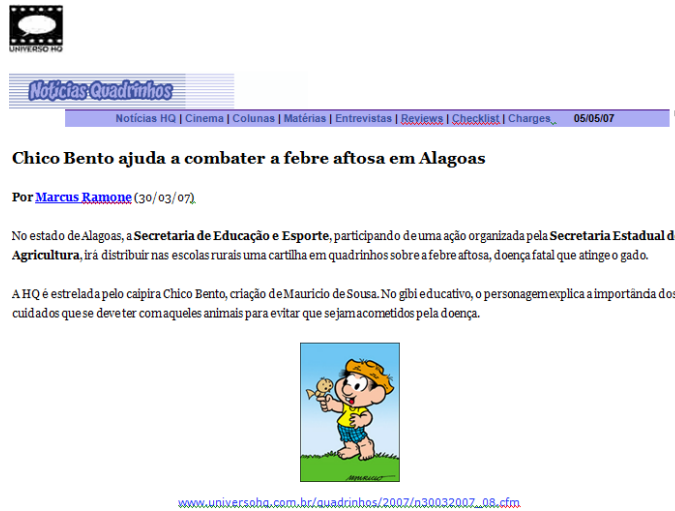 UNIVERSO HQ
Notícias Quadrinhos
Notícias HQ | Cinema | Colunas | Matérias | Entrevistas | Reviews | Checklist | Charges 05/05/07
Chico Bento ajuda a combater a febre aftosa em Alagoas
Por Marcus Ramone (30/03/07)
No estado de Alagoas, a Secretaria de Educação e Esporte, participando de uma ação organizada pela Secretaria Estadual d
Agricultura, irá distribuir nas escolas rurais uma cartilha em quadrinhos sobre a febre aftosa, doença fatal que atinge o gado.
A HQ é estrelada pelo caipira Chico Bento, criação de Mauricio de Sousa. No gibi educativo, o personagem explica a importância dos
cuidados que se deve ter com aqueles animais para evitar que sejam acometidos pela doença.
MAURICIO
www.universohq.com.br/quadrinhos/2007/n30032007_08.cfm